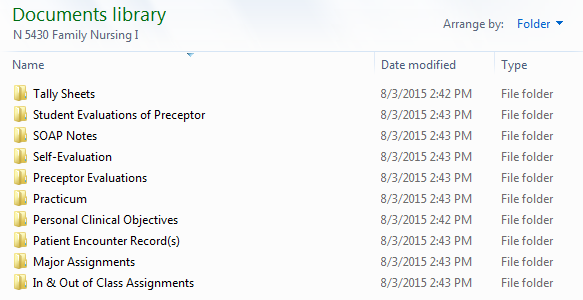 Documents library
N 5430 Family Nursing I
Arrange by: Folder
Name Date modified Type
Tally Sheets 8/3/2015 2:42 PM File folder
Student Evaluations of Preceptor 8/3/2015 2:43 PM File folder
SOAP Notes 8/3/2015 2:43 PM File folder
Self-Evaluation 8/3/2015 2:43 PM File folder
Preceptor Evaluations 8/3/2015 2:43 PM File folder
Practicum 8/3/2015 2:43 PM File folder
Personal Clinical Objectives 8/3/2015 2:42 PM File folder
Patient Encounter Record(s) 8/3/2015 2:43 PM File folder
Major Assignments 8/3/2015 2:43 PM File folder
In & Out of Class Assignments 8/3/2015 2:43 PM File folder